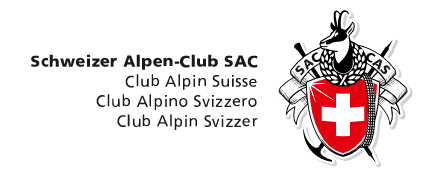 Schweizer Alpen-Club SAC
Club Alpin Suisse
Club Alpino Svizzero
Club Alpin Svizzer
SAC CAS